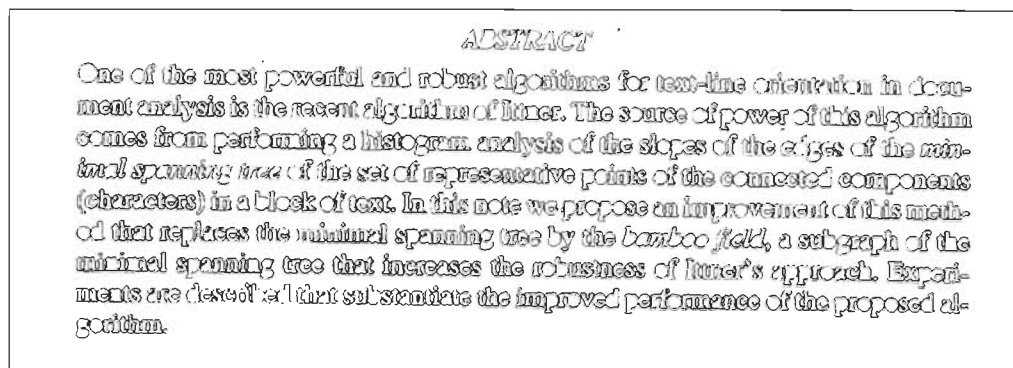 ABSTRACT
One of the most powerful and robust algorithms for text-line orientation in docu-
ment analysis is the recent algorithm of Ittner. The source of power of this algorithm
comes from performing a histogram analysis of the slopes of the edges of the min-
imal spanning tree of the set of representative points of the connected components
(characters) in a block of text. In this note we propose an improvement of this meth-
od that replaces the minimal spanning tree by the bamboo field, a subgraph of the
minimal spanning tree that increases the robustness of Ittner's approach. Experi-
ments are described that substantiate the improved performance of the proposed al-
gorithm.